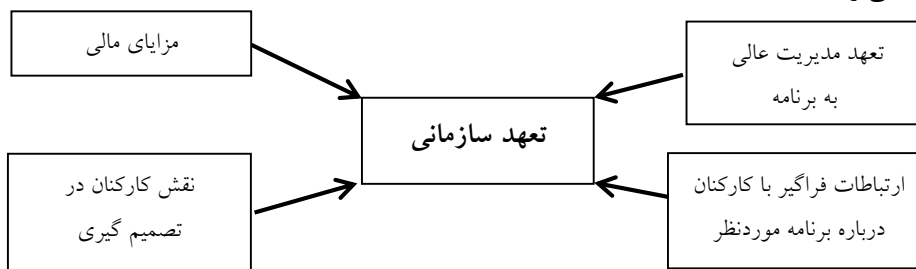 تعهد مدیریت عالی
به برنامه
مزایای مالی
تعهد سازمانی
ارتباطات فراگیر با کارکنان
درباره برنامه موردنظر
نقش کارکنان در
تصمیم گیری